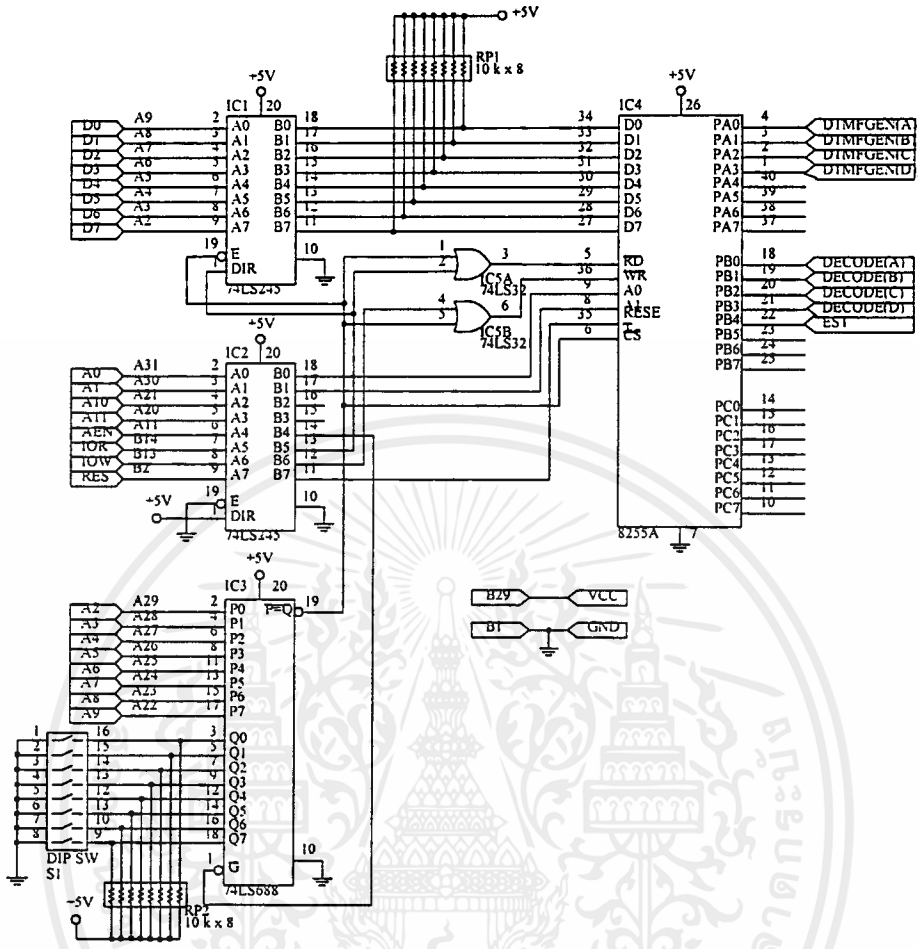 +5V
RP1
10 k x 8
+5V
IC1 20
D0 A9 2 A0 B0 18
D1 A8 3 A1 B1 17
D2 A7 4 A2 B2 16
D3 A6 5 A3 B3 15
D4 A5 6 A4 B4 14
D5 A4 7 A5 B5 13
D6 A3 8 A6 B6 12
D7 A2 9 A7 B7 11
19 E 10
1 DIR
74LS245
+5V
IC4 26
34 D0 PA0 4 DTMFGEN(A)
33 D1 PA1 3 DTMFGEN(B)
32 D2 PA2 2 DTMFGEN(C)
31 D3 PA3 1 DTMFGEN(D)
30 D4 PA4 40
29 D5 PA5 39
28 D6 PA6 38
27 D7 PA7 37
5 RD PB0 18 DECODE(A)
36 WR PB1 19 DECODE(B)
9 A0 PB2 20 DECODE(C)
8 A1 PB3 21 DECODE(D)
35 RESE PB4 22 EST
6 CS PB5 23
PB6 24
PB7 25
PC0 14
PC1 15
PC2 16
PC3 17
PC4 13
PC5 12
PC6 11
PC7 10
8255A 7
1 2 3
IC5A
74LS32
4 5 6
IC5B
74LS32
+5V
IC2 20
A0 A31 2 A0 B0 18
A1 A30 3 A1 B1 17
A10 A21 4 A2 B2 16
A11 A20 5 A3 B3 15
AEN A11 6 A4 B4 14
IOR B14 7 A5 B5 13
IOW B13 8 A6 B6 12
RES B2 9 A7 B7 11
19 E 10
+5V 1 DIR
74LS245
+5V
IC3 20
A2 A29 2 P0 P=Q 19
A3 A28 4 P1
A4 A27 6 P2
A5 A26 8 P3
A6 A25 11 P4
A7 A24 13 P5
A8 A23 15 P6
A9 A22 17 P7
1 16 3 Q0
2 15 5 Q1
3 14 7 Q2
4 13 9 Q3
5 12 12 Q4
6 13 14 Q5
7 10 16 Q6
8 9 18 Q7
DIP SW
S1
1 G 10
74LS688
+5V
RP2
10 k x 8
B29 VCC
B1 GND